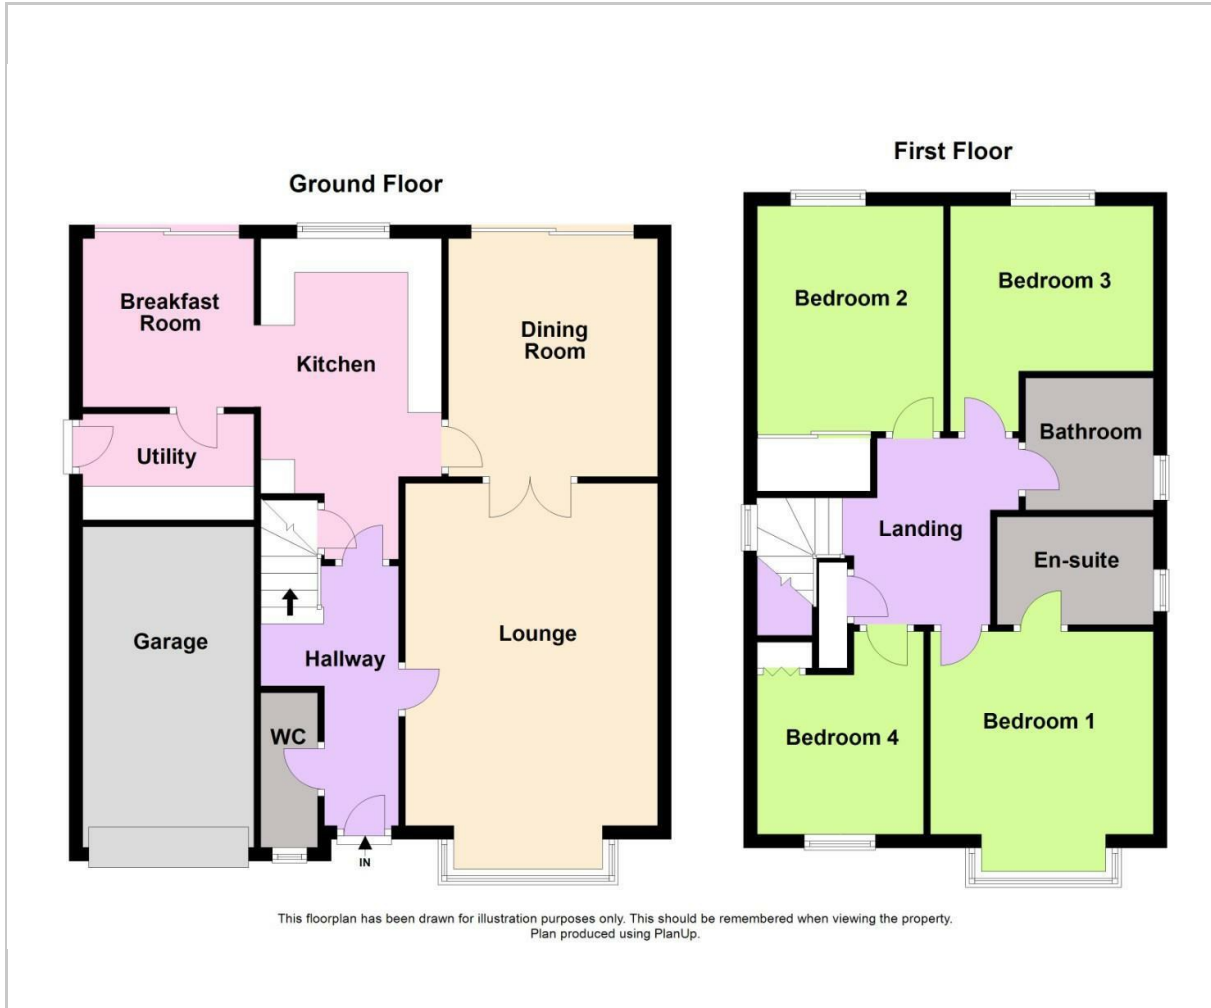 Ground Floor
Breakfast
Room
Kitchen
Dining
Room
Utility
Garage
Hallway
Lounge
WC
IN
First Floor
Bedroom 2
Bedroom 3
Bathroom
Landing
En-suite
Bedroom 4
Bedroom 1
This floorplan has been drawn for illustration purposes only. This should be remembered when viewing the property.
Plan produced using PlanUp.